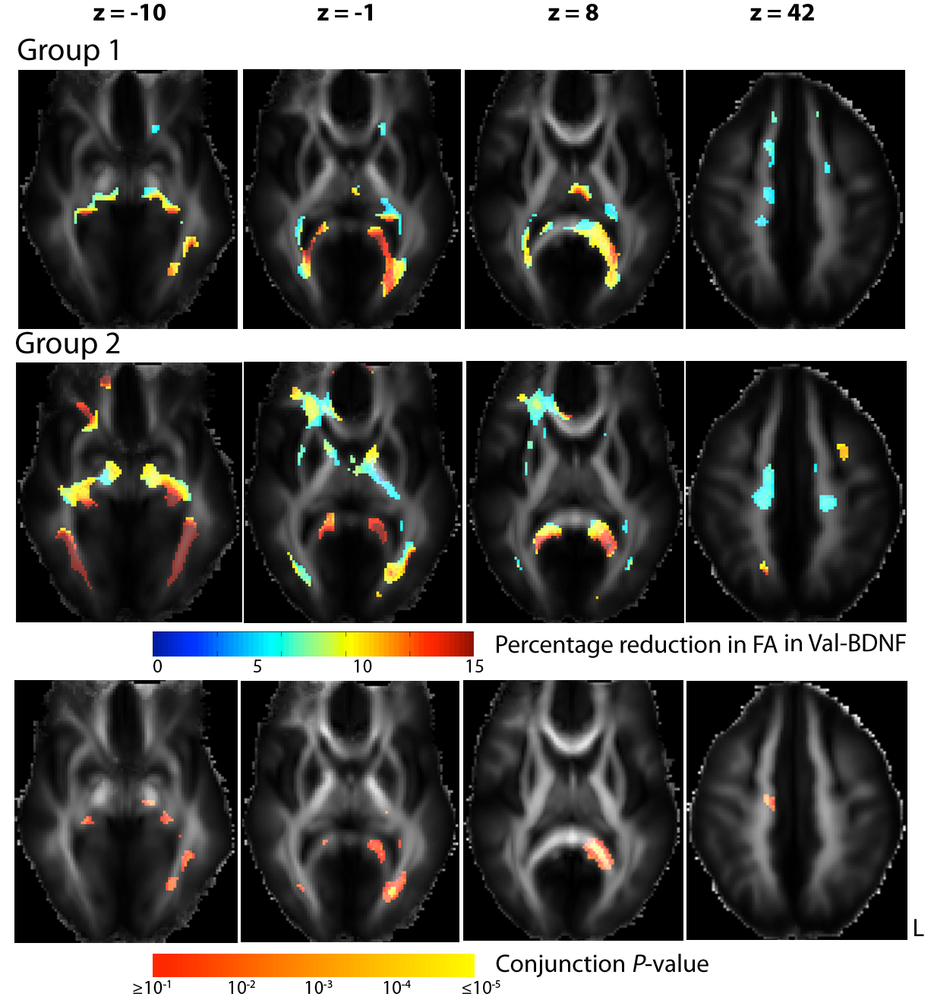 z = -10 z = -1 z = 8 z = 42
Group 1
Group 2
Percentage reduction in FA in Val-BDNF
0 5 10 15
L
Conjunction P-value
≥10-1 10-2 10-3 10-4 ≤10-5